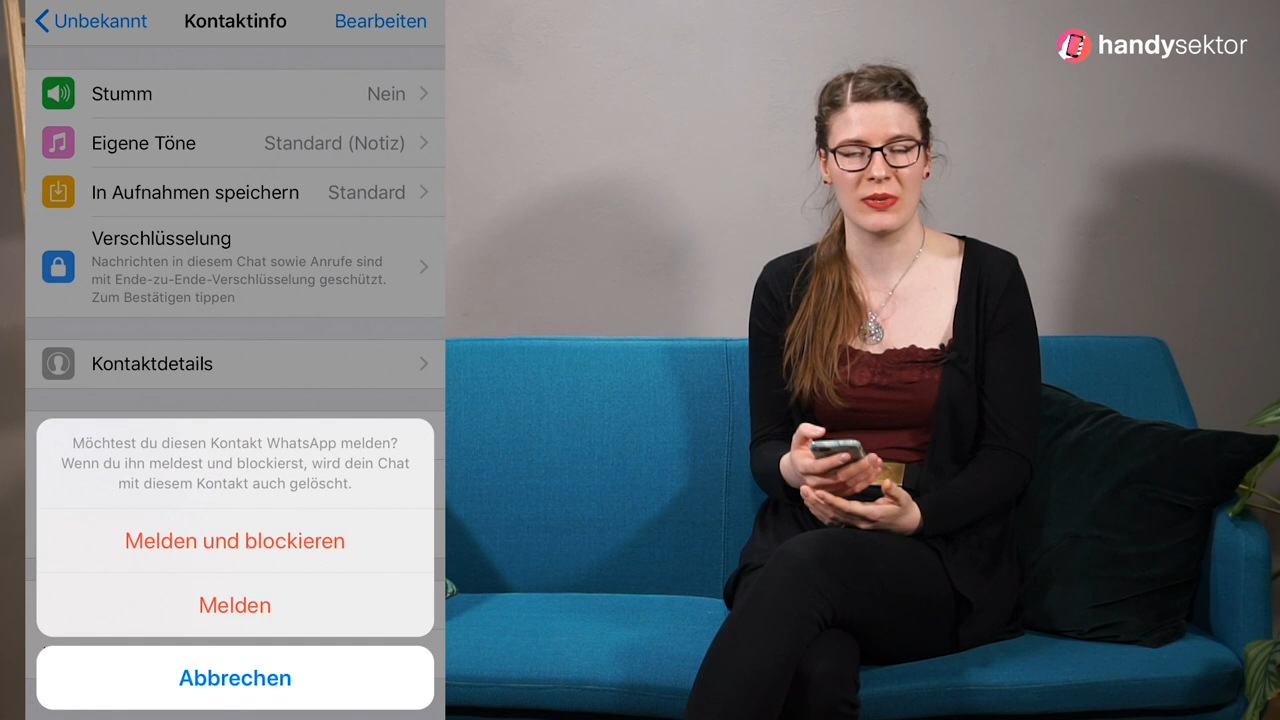 Unbekannt Kontaktinfo Bearbeiten
handysektor
Stumm Nein
Eigene Töne Standard (Notiz)
In Aufnahmen speichern Standard
Verschlüsselung
Nachrichten in diesem Chat sowie Anrufe sind
mit Ende-zu-Ende-Verschlüsselung geschützt.
Zum Bestätigen tippen
Kontaktdetails
Möchtest du diesen Kontakt WhatsApp melden?
Wenn du ihn meldest und blockierst, wird dein Chat
mit diesem Kontakt auch gelöscht.
Melden und blockieren
Melden
Abbrechen